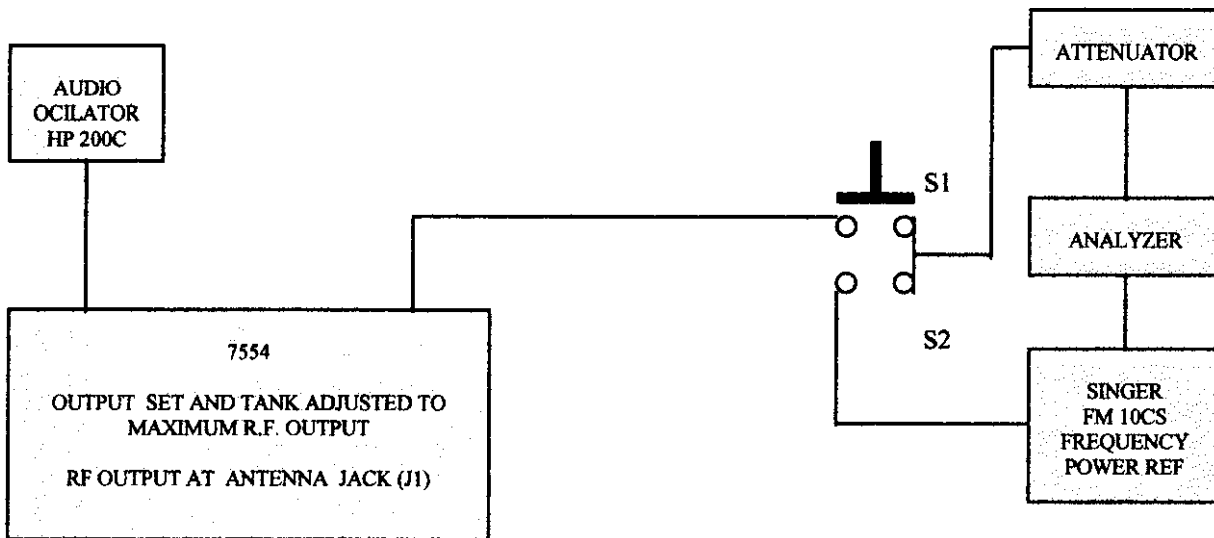 AUDIO
OCILATOR
HP 200C
ATTENUATOR
S1
ANALYZER
S2
7554
OUTPUT SET AND TANK ADJUSTED TO
MAXIMUM R.F. OUTPUT
RF OUTPUT AT ANTENNA JACK (J1)
SINGER
FM 10CS
FREQUENCY
POWER REF